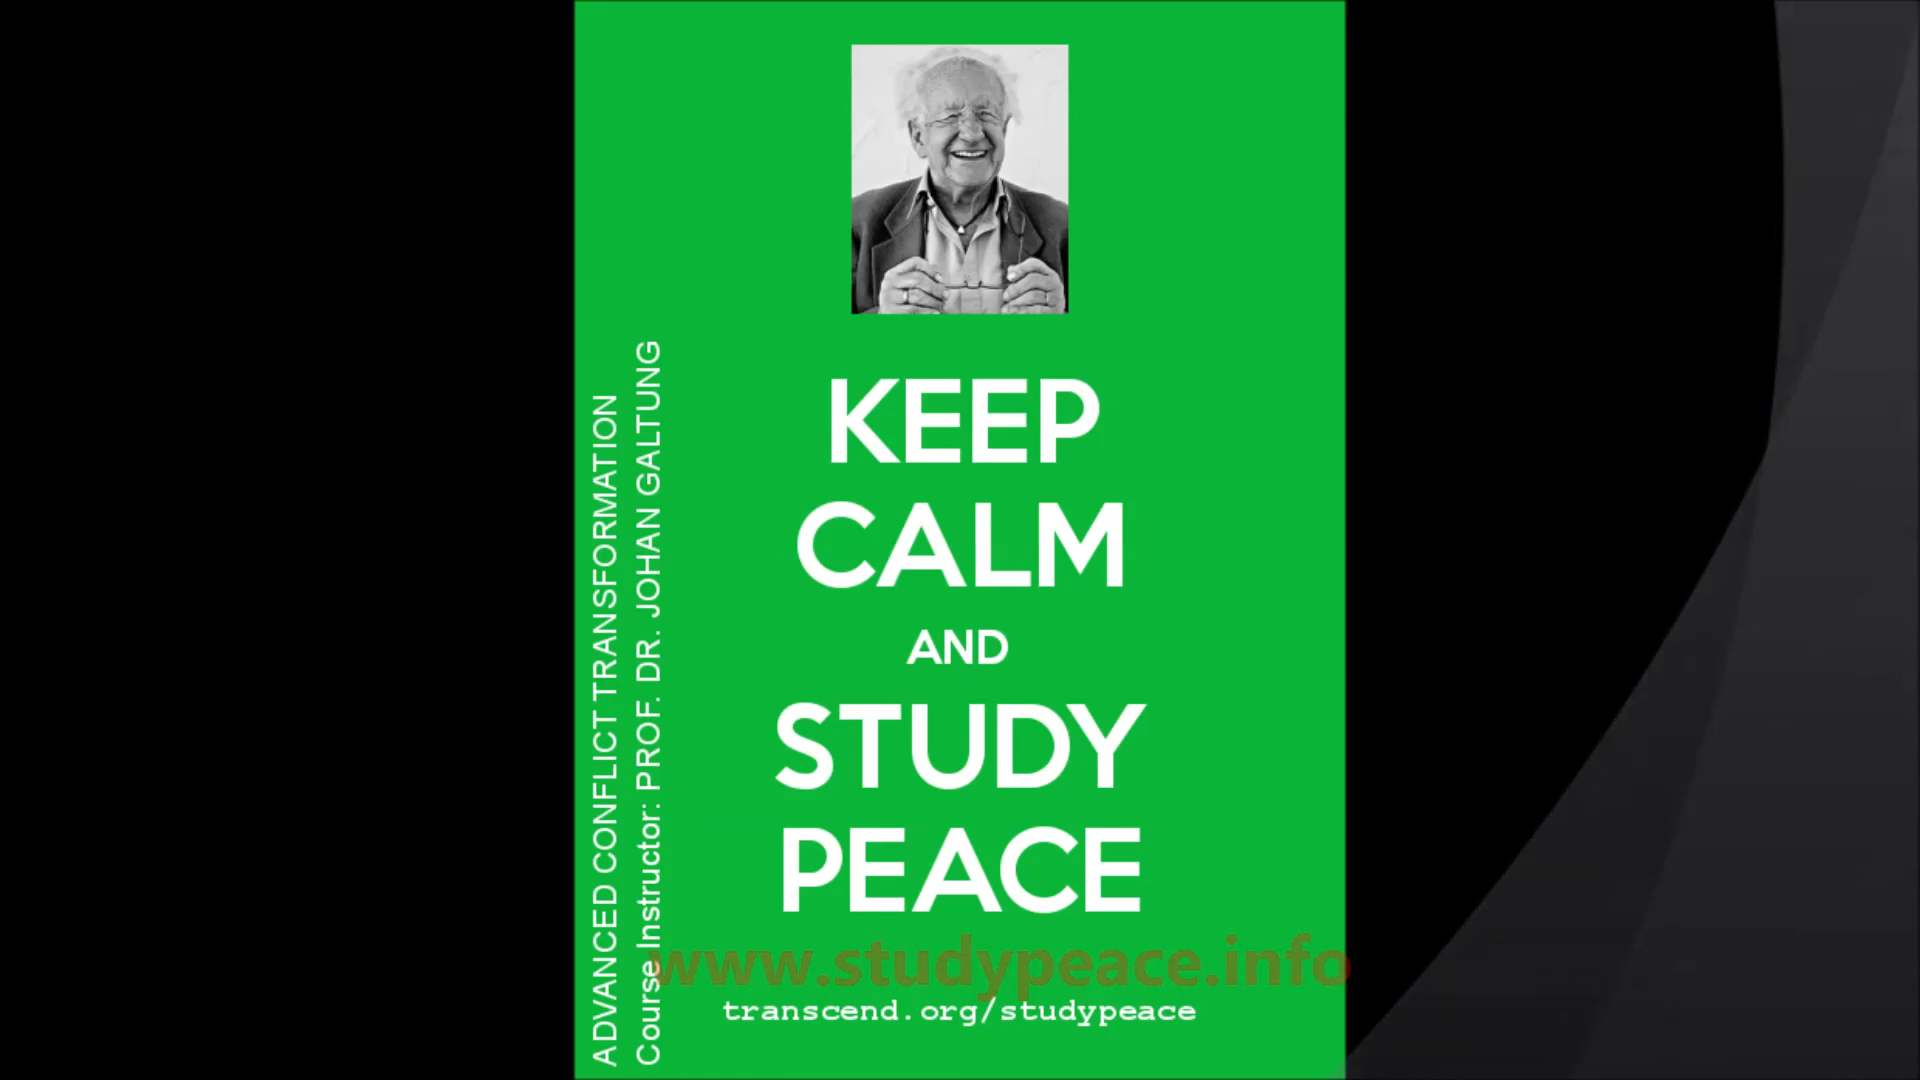 KEEP
CALM
AND
STUDY
PEACE
www.studypeace.info
transcend.org/studypeace
ADVANCED CONFLICT TRANSFORMATION
Course Instructor: PROF. DR. JOHAN GALTUNG